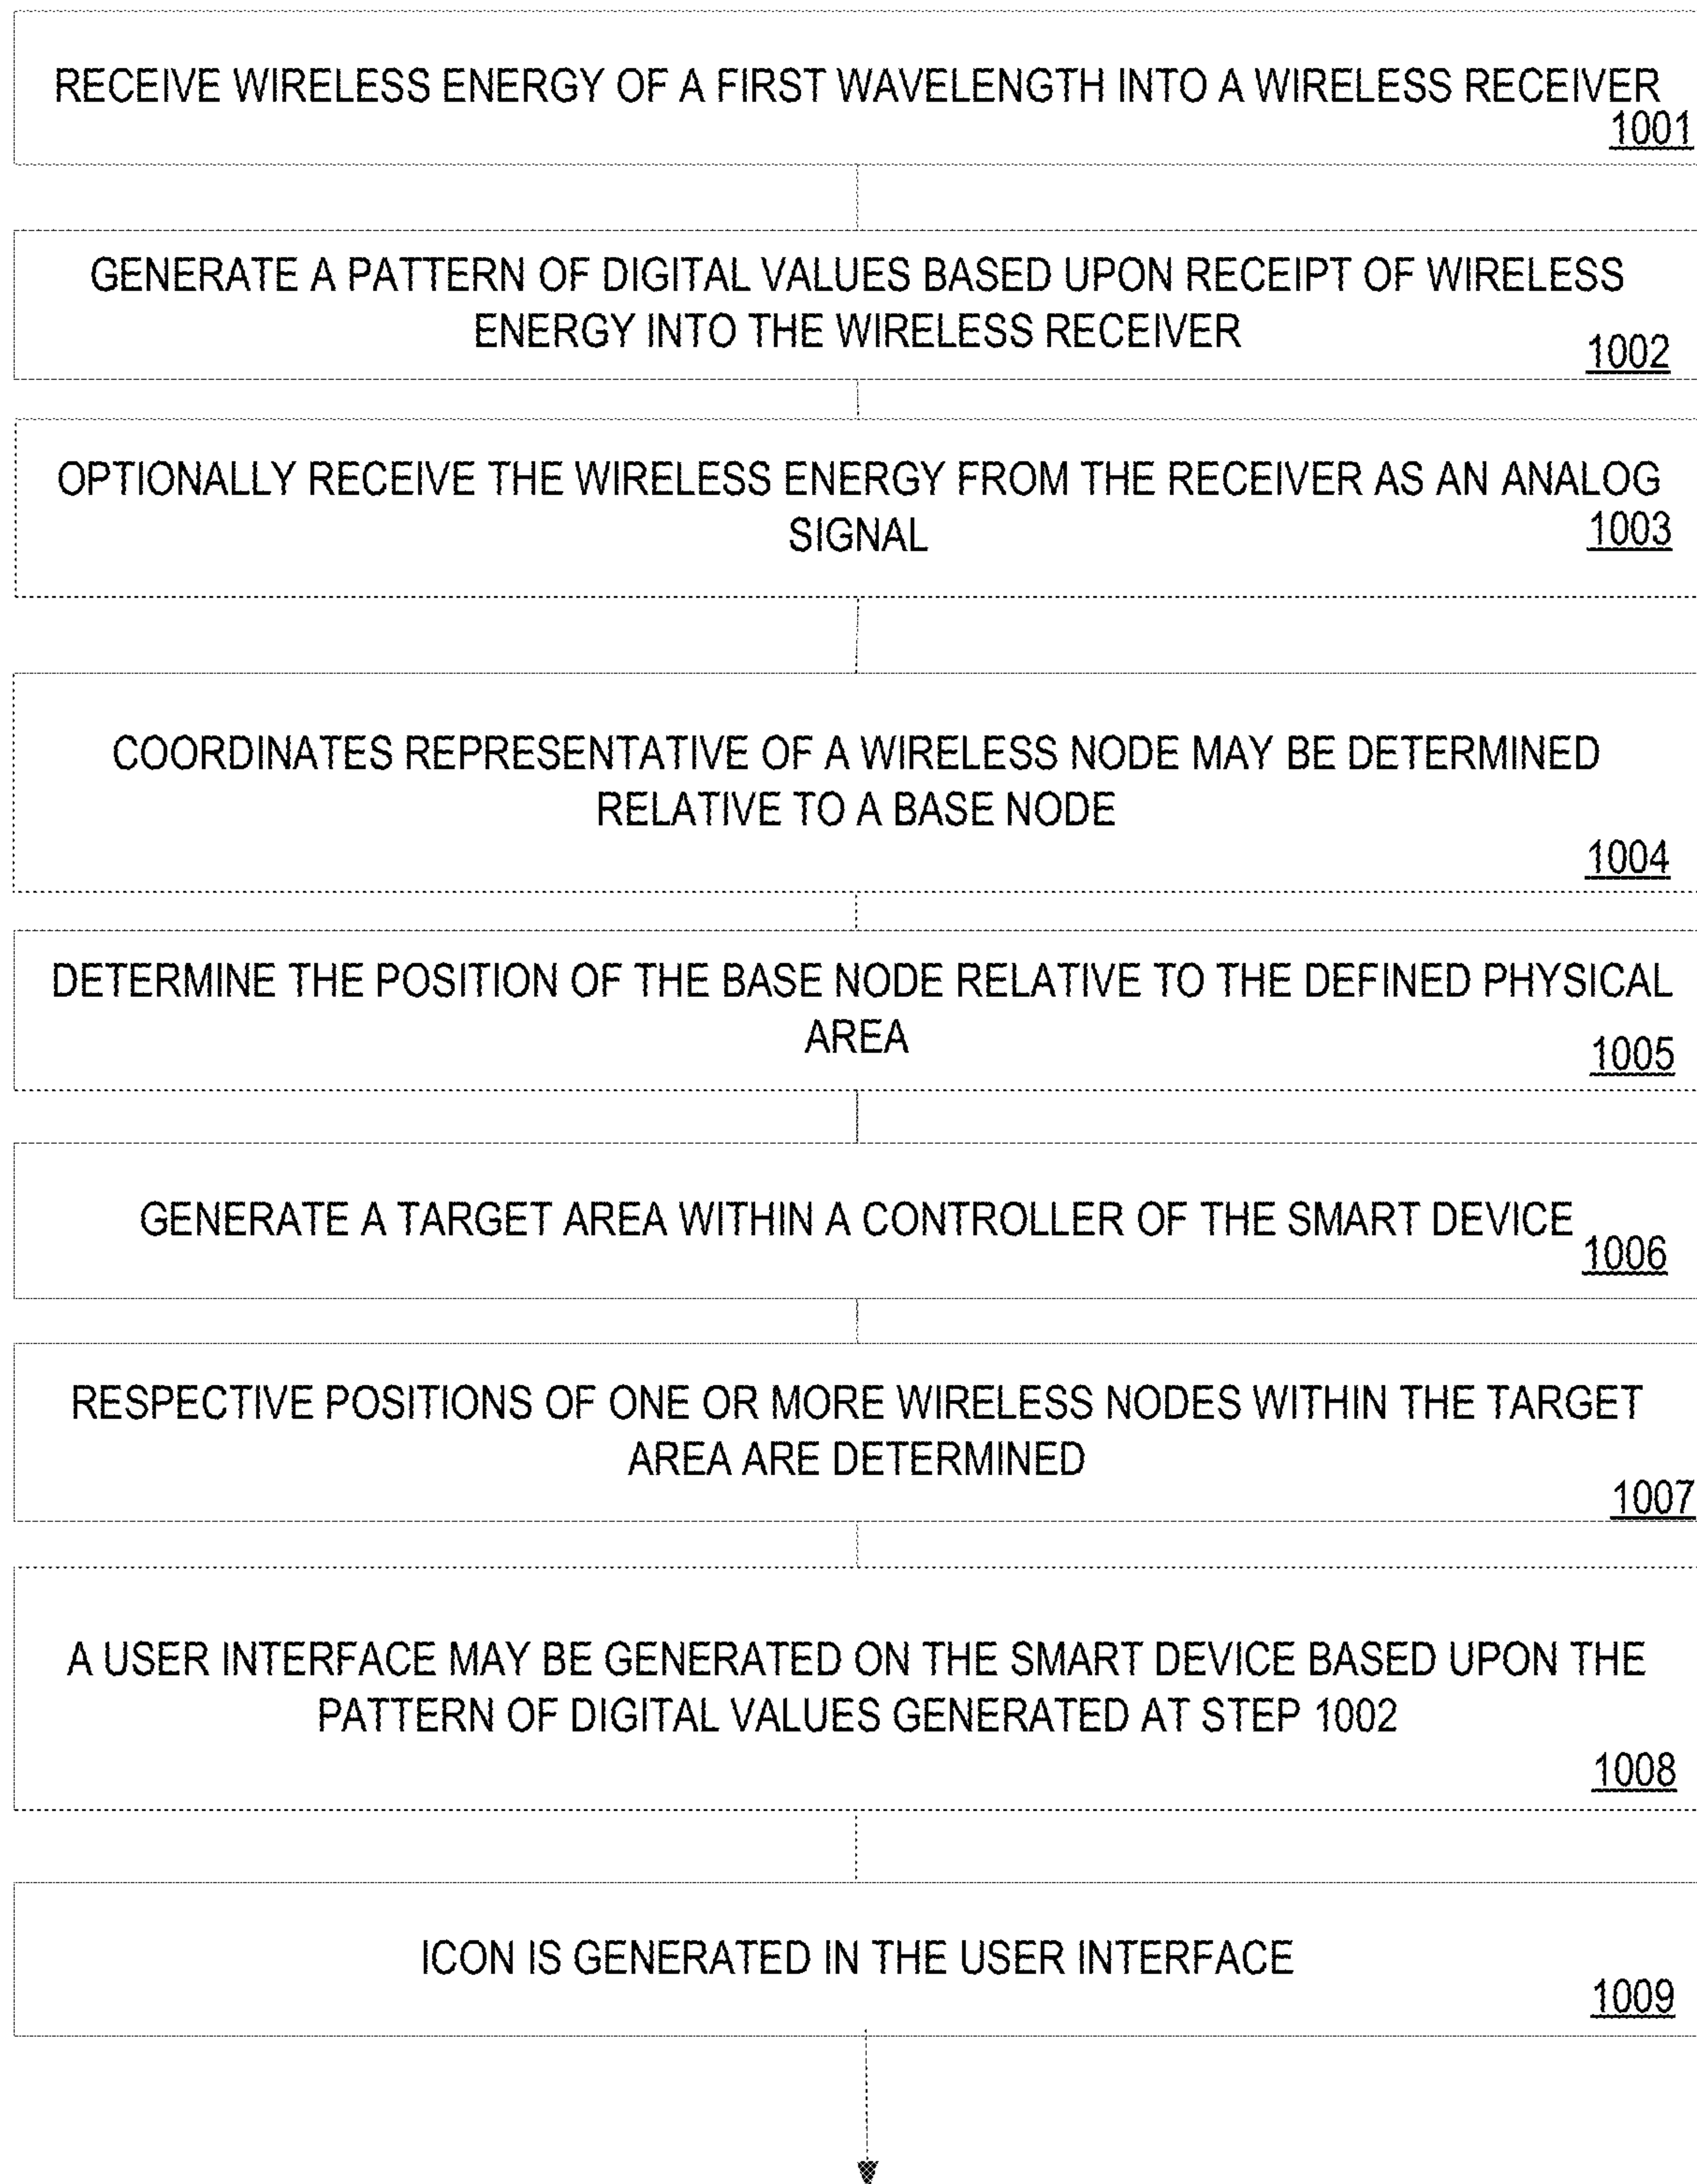 RECEIVE WIRELESS ENERGY OF A FIRST WAVELENGTH INTO A WIRELESS RECEIVER
1001
GENERATE A PATTERN OF DIGITAL VALUES BASED UPON RECEIPT OF WIRELESS
ENERGY INTO THE WIRELESS RECEIVER
1002
OPTIONALLY RECEIVE THE WIRELESS ENERGY FROM THE RECEIVER AS AN ANALOG
SIGNAL
1003
COORDINATES REPRESENTATIVE OF A WIRELESS NODE MAY BE DETERMINED
RELATIVE TO A BASE NODE
1004
DETERMINE THE POSITION OF THE BASE NODE RELATIVE TO THE DEFINED PHYSICAL
AREA
1005
GENERATE A TARGET AREA WITHIN A CONTROLLER OF THE SMART DEVICE
1006
RESPECTIVE POSITIONS OF ONE OR MORE WIRELESS NODES WITHIN THE TARGET
AREA ARE DETERMINED
1007
A USER INTERFACE MAY BE GENERATED ON THE SMART DEVICE BASED UPON THE
PATTERN OF DIGITAL VALUES GENERATED AT STEP 1002
1008
ICON IS GENERATED IN THE USER INTERFACE
1009